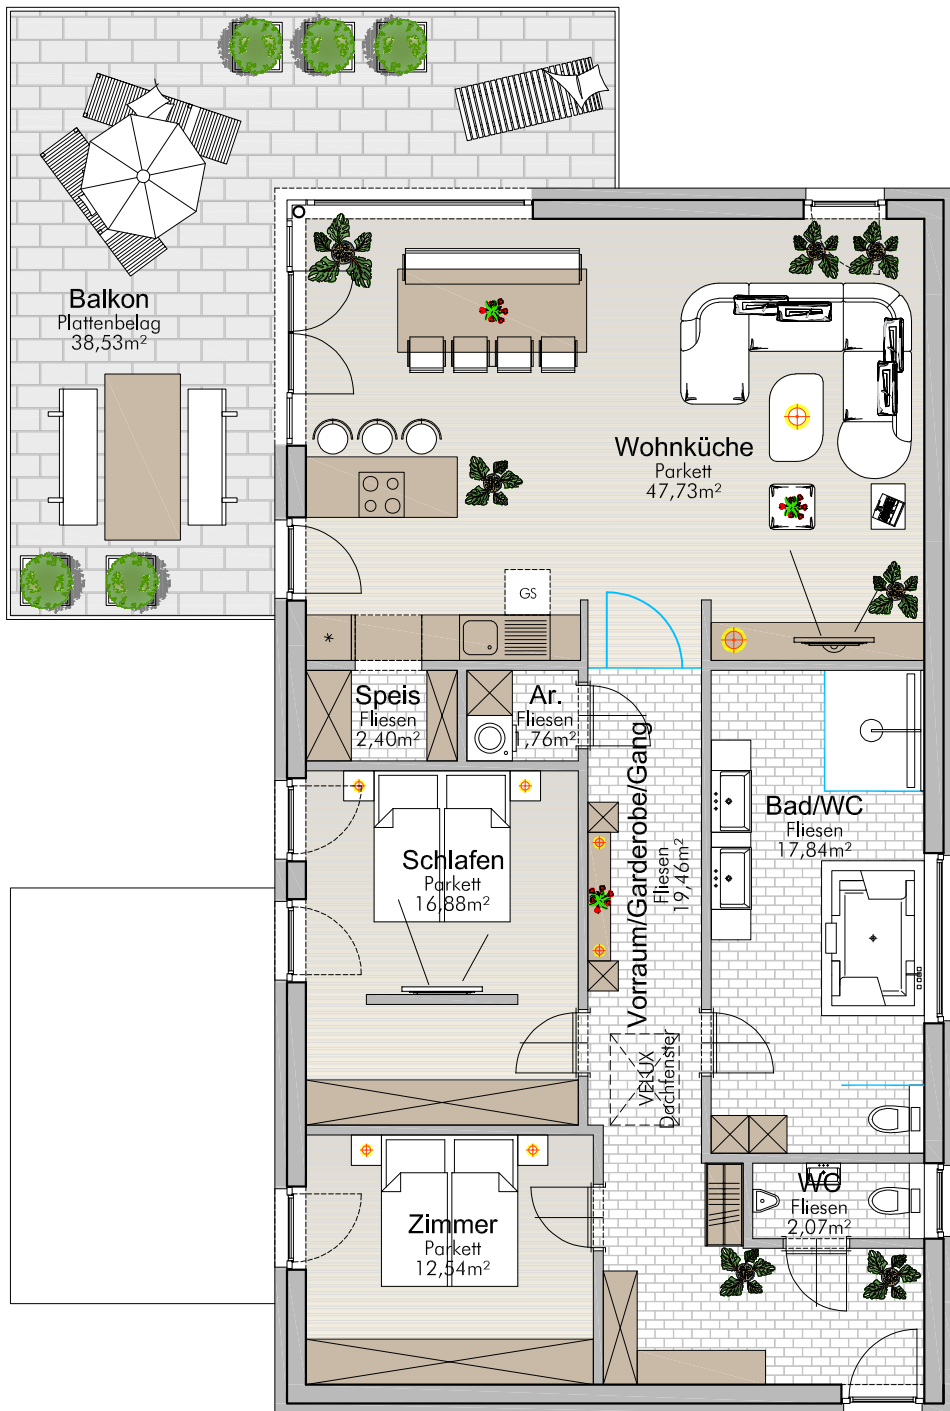 Balkon
Plattenbelag
38,53m²
Wohnküche
Parkett
47,73m²
GS
Speis
Fliesen
2,40m²
Ar.
Fliesen
1,76m²
Vorraum/Garderobe/Gang
Fliesen
19,46m²
Bad/WC
Fliesen
17,84m²
Schlafen
Parkett
16,88m²
VELUX
Dachfenster
WC
Fliesen
2,07m²
Zimmer
Parkett
12,54m²